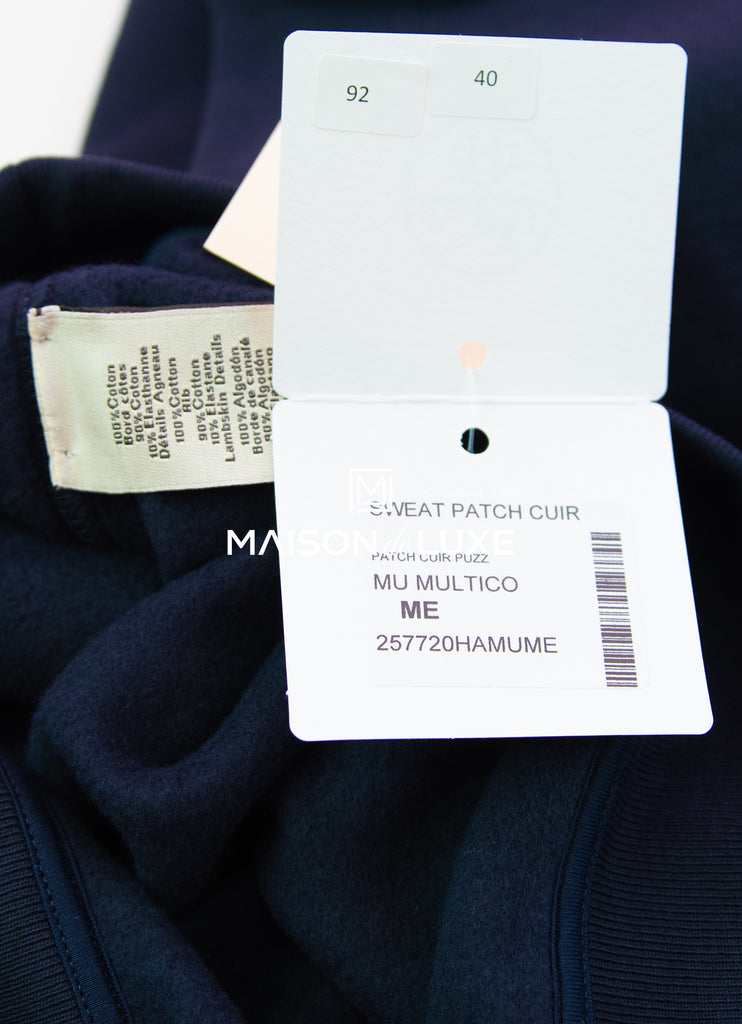 92
40
100%Coton
Bord côtes
90%Coton
10%Elasthanne
Détails Agneau
100%Cotton
Rib
90%Cotton
10%Elastane
Lambskin Details
100%Algodón
Borde de canalé
90%Algodón
M
MAISON de LUXE
SWEAT PATCH CUIR
PATCH CUIR PUZZ
MU MULTICO
ME
257720HAMUME